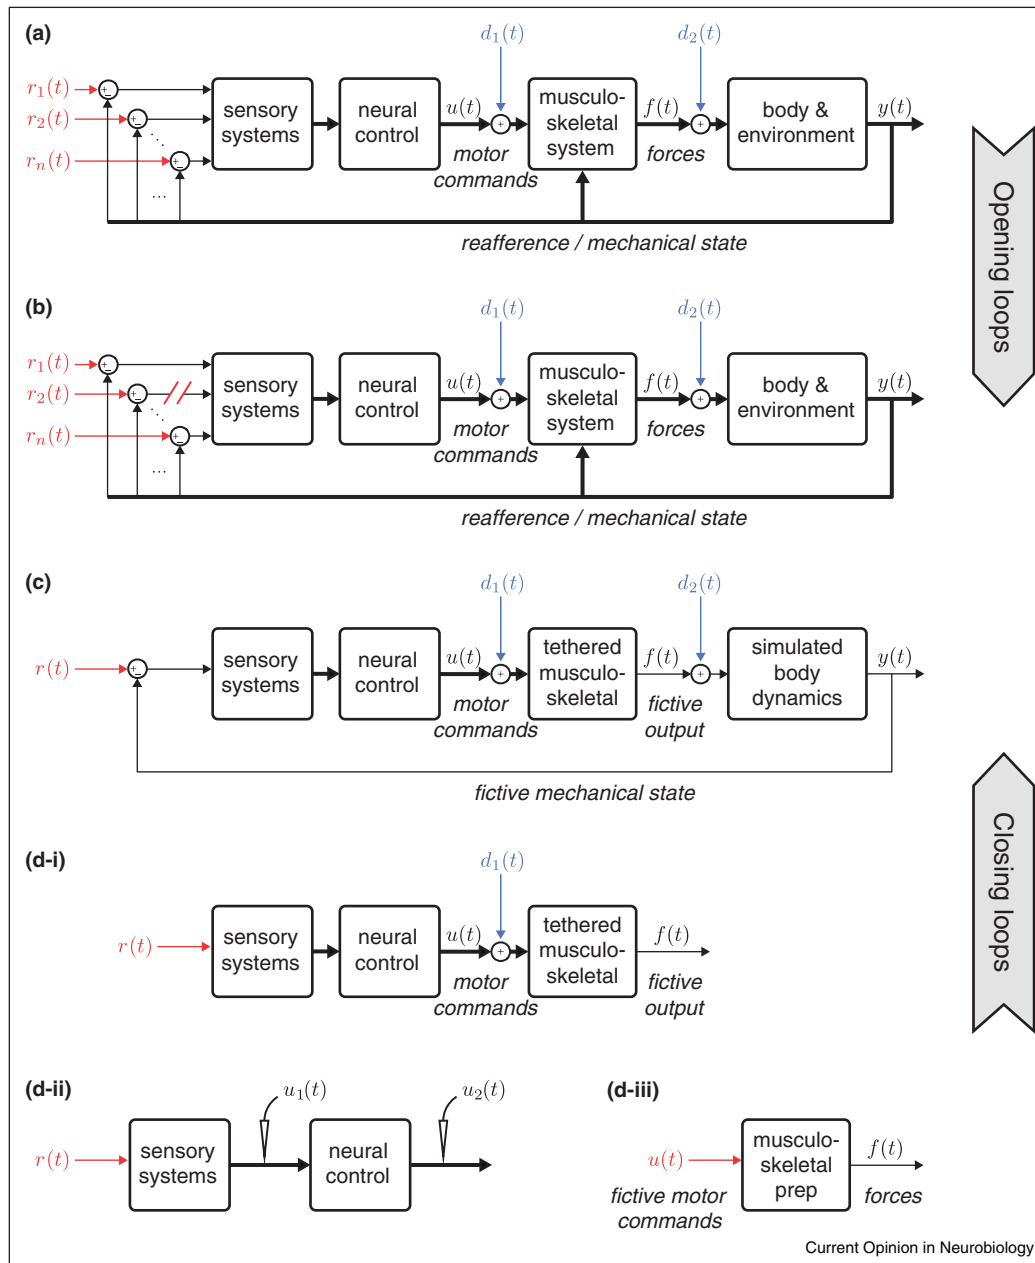 (a)
d₁(t)
d₂(t)
r₁(t)
r₂(t)
rₙ(t)
+
−
+
−
+
−
...
...
sensory
systems
neural
control
u(t)
motor
commands
+
musculo-
skeletal
system
f(t)
forces
+
body &
environment
y(t)
reafference / mechanical state
Opening loops
(b)
d₁(t)
d₂(t)
r₁(t)
r₂(t)
rₙ(t)
+
−
+
−
+
−
...
...
sensory
systems
neural
control
u(t)
motor
commands
+
musculo-
skeletal
system
f(t)
forces
+
body &
environment
y(t)
reafference / mechanical state
(c)
d₁(t)
d₂(t)
r(t)
+
−
sensory
systems
neural
control
u(t)
motor
commands
+
tethered
musculo-
skeletal
f(t)
fictive
output
+
simulated
body
dynamics
y(t)
fictive mechanical state
Closing loops
(d-i)
d₁(t)
r(t)
sensory
systems
neural
control
u(t)
motor
commands
+
tethered
musculo-
skeletal
f(t)
fictive
output
(d-ii)
u₁(t)
u₂(t)
r(t)
sensory
systems
neural
control
(d-iii)
u(t)
fictive motor
commands
musculo-
skeletal
prep
f(t)
forces
Current Opinion in Neurobiology